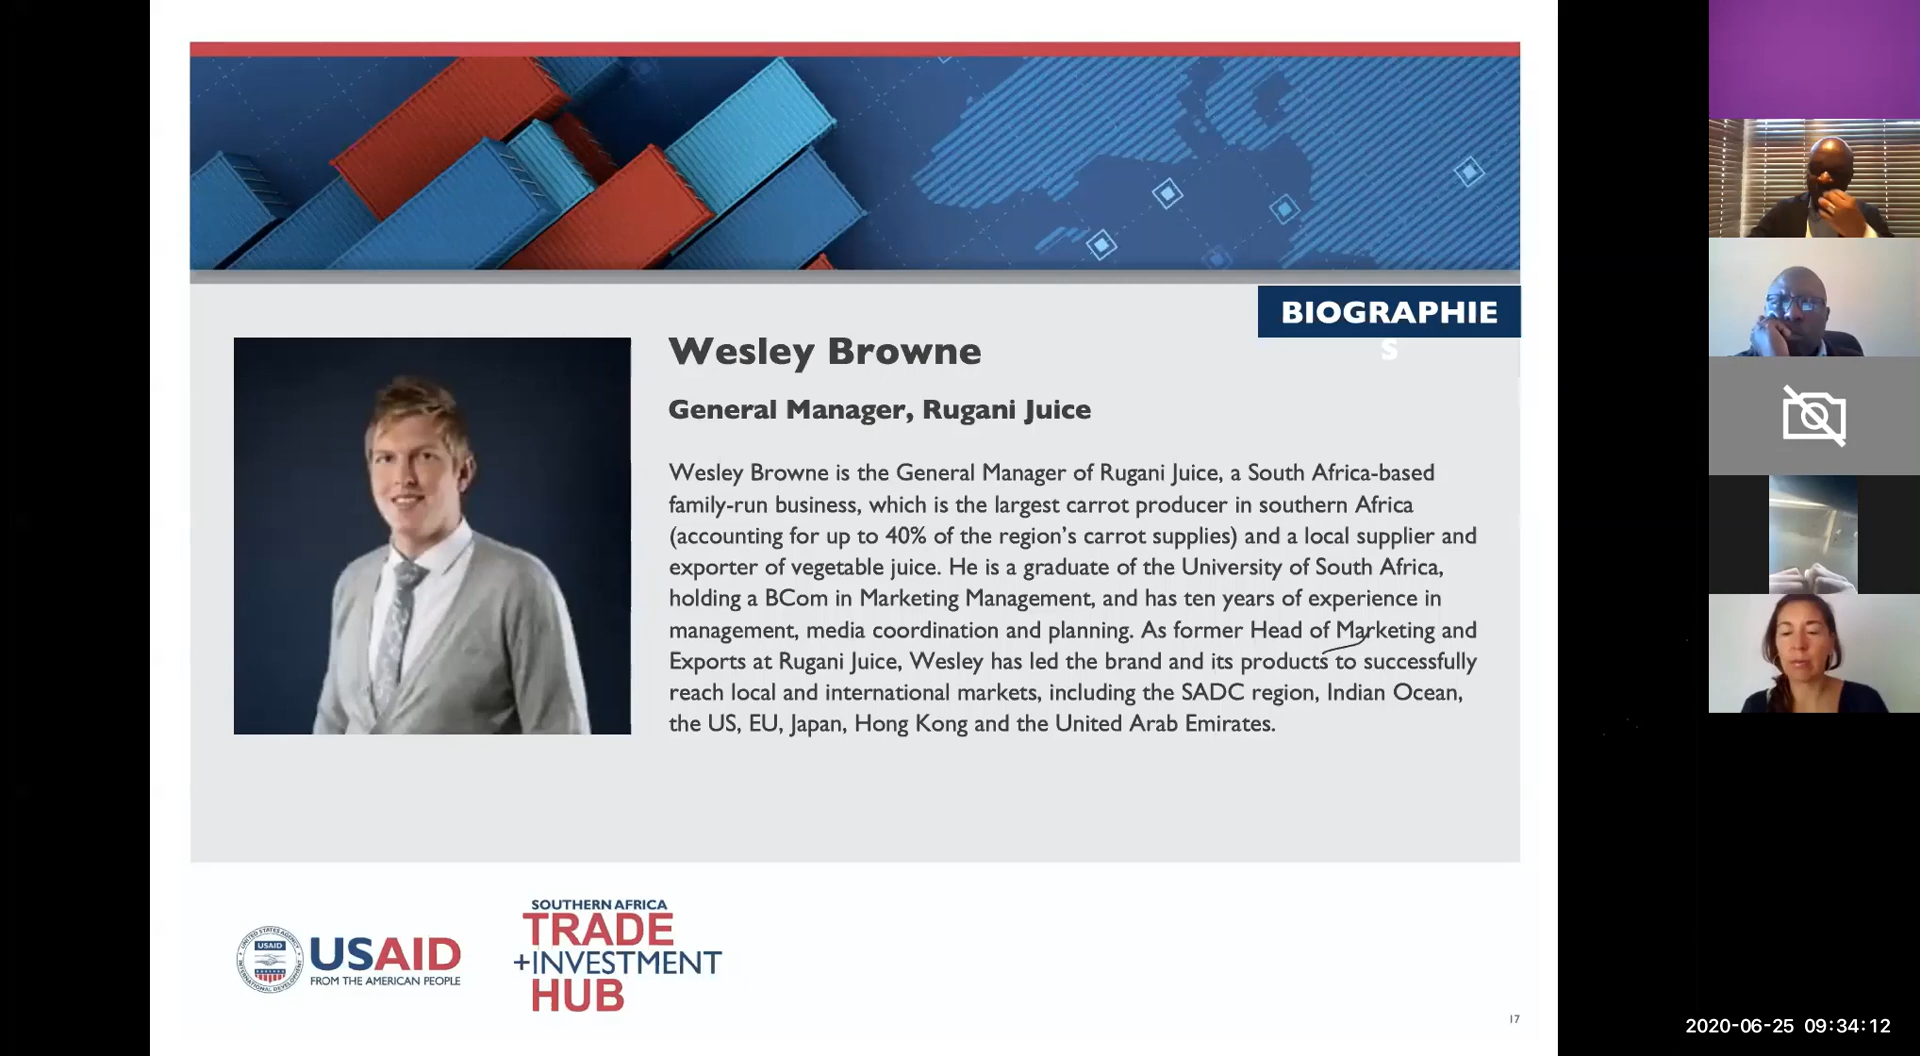 BIOGRAPHIE
S
Wesley Browne
General Manager, Rugani Juice
Wesley Browne is the General Manager of Rugani Juice, a South Africa-based
family-run business, which is the largest carrot producer in southern Africa
(accounting for up to 40% of the region's carrot supplies) and a local supplier and
exporter of vegetable juice. He is a graduate of the University of South Africa,
holding a BCom in Marketing Management, and has ten years of experience in
management, media coordination and planning. As former Head of Marketing and
Exports at Rugani Juice, Wesley has led the brand and its products to successfully
reach local and international markets, including the SADC region, Indian Ocean,
the US, EU, Japan, Hong Kong and the United Arab Emirates.
UNITED STATES AGENCY
USAID
INTERNATIONAL DEVELOPMENT
USAID
FROM THE AMERICAN PEOPLE
SOUTHERN AFRICA
TRADE
+INVESTMENT
HUB
17
2020-06-25 09:34:12